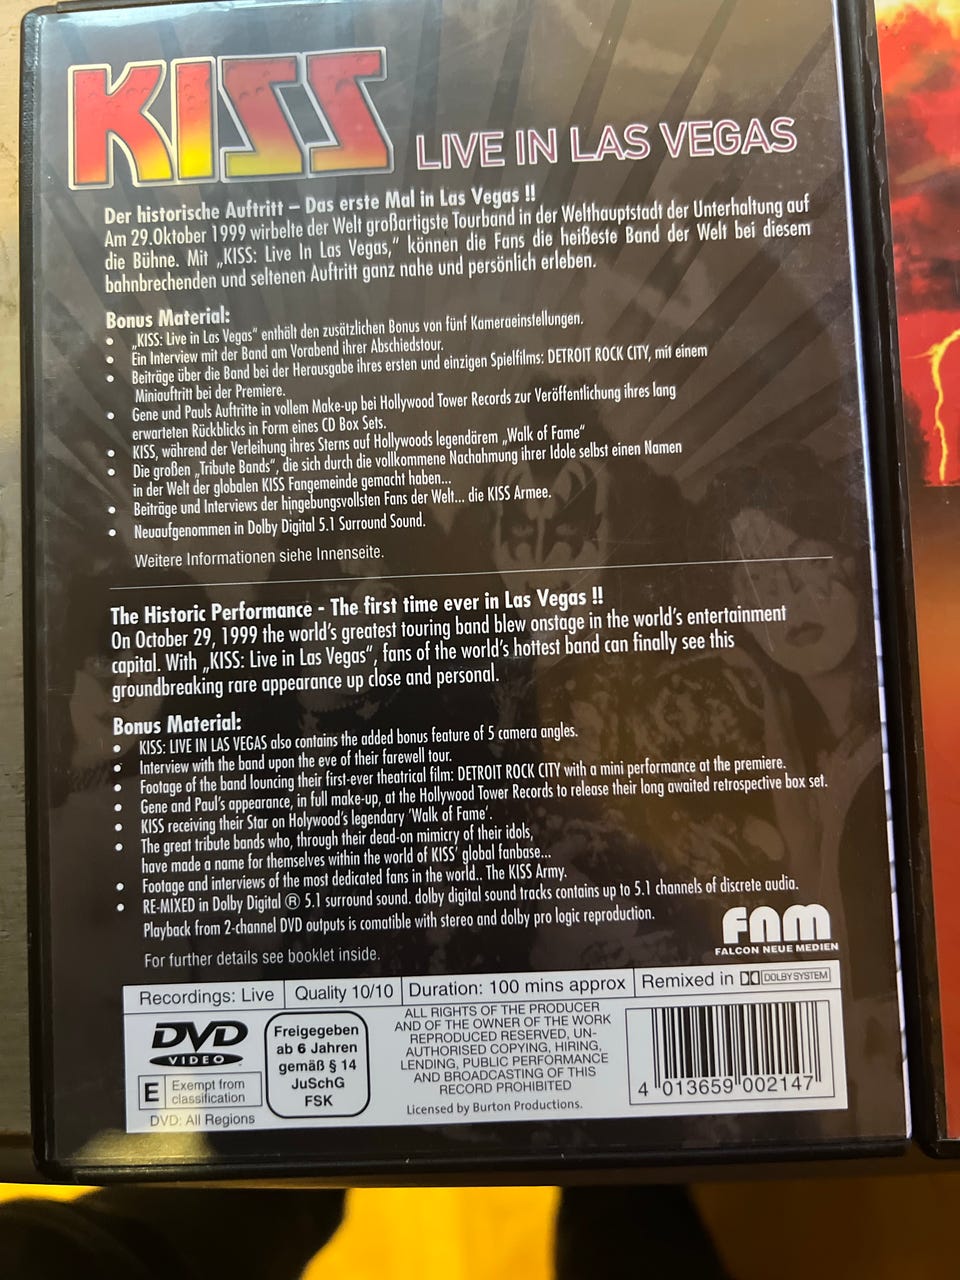 KISS LIVE IN LAS VEGAS
Der historische Auftritt – Das erste Mal in Las Vegas !!
Am 29.Oktober 1999 wirbelte der Welt großartigste Tourband in der Welthauptstadt der Unterhaltung auf
die Bühne. Mit „KISS: Live In Las Vegas,“ können die Fans die heißeste Band der Welt bei diesem
bahnbrechenden und seltenen Auftritt ganz nahe und persönlich erleben.
Bonus Material:
• „KISS: Live in Las Vegas“ enthält den zusätzlichen Bonus von fünf Kameraeinstellungen.
• Ein Interview mit der Band am Vorabend ihrer Abschiedstour.
• Beiträge über die Band bei der Herausgabe ihres ersten und einzigen Spielfilms: DETROIT ROCK CITY, mit einem
Miniauftritt bei der Premiere.
• Gene und Pauls Auftritte in vollem Make-up bei Hollywood Tower Records zur Veröffentlichung ihres lang
erwarteten Rückblicks in Form eines CD Box Sets.
• KISS, während der Verleihung ihres Sterns auf Hollywoods legendärem „Walk of Fame“
• Die großen „Tribute Bands“, die sich durch die vollkommene Nachahmung ihrer Idole selbst einen Namen
in der Welt der globalen KISS Fangemeinde gemacht haben...
• Beiträge und Interviews der hingebungsvollsten Fans der Welt... die KISS Armee.
• Neuaufgenommen in Dolby Digital 5.1 Surround Sound.
Weitere Informationen siehe Innenseite.
The Historic Performance - The first time ever in Las Vegas !!
On October 29, 1999 the world's greatest touring band blew onstage in the world's entertainment
capital. With „KISS: Live in Las Vegas“, fans of the world's hottest band can finally see this
groundbreaking rare appearance up close and personal.
Bonus Material:
• KISS: LIVE IN LAS VEGAS also contains the added bonus feature of 5 camera angles.
• Interview with the band upon the eve of their farewell tour.
• Footage of the band louncing their first-ever theatrical film: DETROIT ROCK CITY with a mini performance at the premiere.
• Gene and Paul's appearance, in full make-up, at the Hollywood Tower Records to release their long awaited retrospective box set.
• KISS receiving their Star on Holywood's legendary 'Walk of Fame'.
• The great tribute bands who, through their dead-on mimicry of their idols,
have made a name for themselves within the world of KISS' global fanbase...
• Footage and interviews of the most dedicated fans in the world.. The KISS Army.
• RE-MIXED in Dolby Digital ® 5.1 surround sound. dolby digital sound tracks contains up to 5.1 channels of discrete audio.
Playback from 2-channel DVD outputs is comatible with stereo and dolby pro logic reproduction.
For further details see booklet inside.
FNM
FALCON NEUE MEDIEN
Recordings: Live Quality 10/10 Duration: 100 mins approx Remixed in DOLBY SYSTEM
DVD
VIDEO
E Exempt from
classification
DVD: All Regions
Freigegeben
ab 6 Jahren
gemäß § 14
JuSchG
FSK
ALL RIGHTS OF THE PRODUCER
AND OF THE OWNER OF THE WORK
REPRODUCED RESERVED, UN-
AUTHORISED COPYING, HIRING,
LENDING, PUBLIC PERFORMANCE
AND BROADCASTING OF THIS
RECORD PROHIBITED
Licensed by Burton Productions.
4 013659 002147